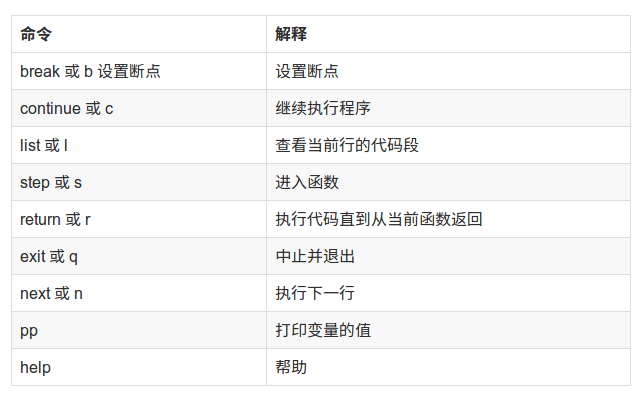 命令 解释
break 或 b 设置断点 设置断点
continue 或 c 继续执行程序
list 或 l 查看当前行的代码段
step 或 s 进入函数
return 或 r 执行代码直到从当前函数返回
exit 或 q 中止并退出
next 或 n 执行下一行
pp 打印变量的值
help 帮助